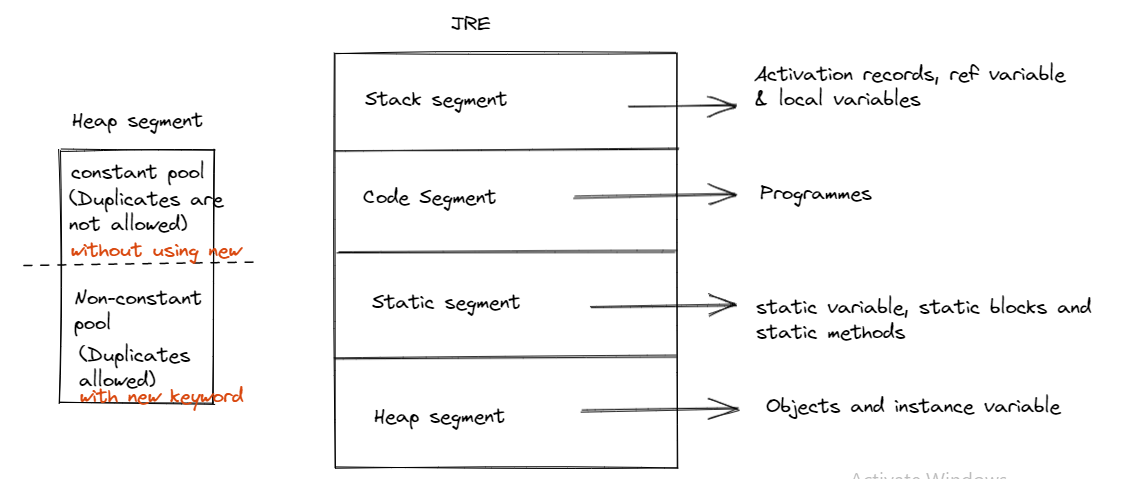 JRE
Heap segment
constant pool
(Duplicates are
not allowed)
without using new
Non-constant
pool
(Duplicates
allowed)
with new keyword
Stack segment
Activation records, ref variable
& local variables
Code Segment
Programmes
Static segment
static variable, static blocks and
static methods
Heap segment
Objects and instance variable
Activate Windows